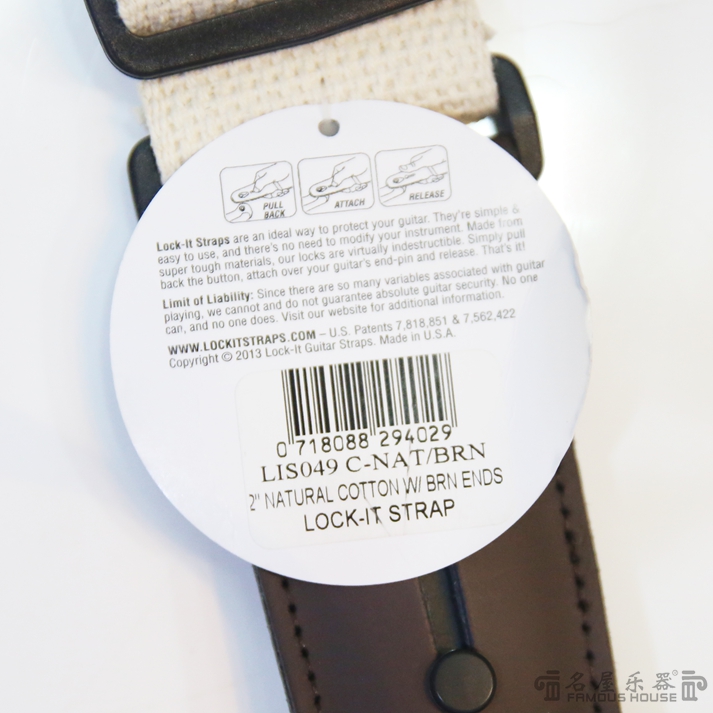 PULL BACK
ATTACH
RELEASE
Lock-It Straps are an ideal way to protect your guitar. They're simple &
easy to use, and there's no need to modify your instrument. Made from
super tough materials, our locks are virtually indestructible. Simply pull
back the button, attach over your guitar's end-pin and release. That's it!
Limit of Liability: Since there are so many variables associated with guitar
playing, we cannot and do not guarantee absolute guitar security. No one
can, and no one does. Visit our website for additional information.
WWW.LOCKITSTRAPS.COM – U.S. Patents 7,818,851 & 7,562,422
Copyright © 2013 Lock-It Guitar Straps. Made in U.S.A.
0 718088 294029
LIS049 C-NAT/BRN
2" NATURAL COTTON W/ BRN ENDS
LOCK-IT STRAP
名屋乐器®
FAMOUS HOUSE